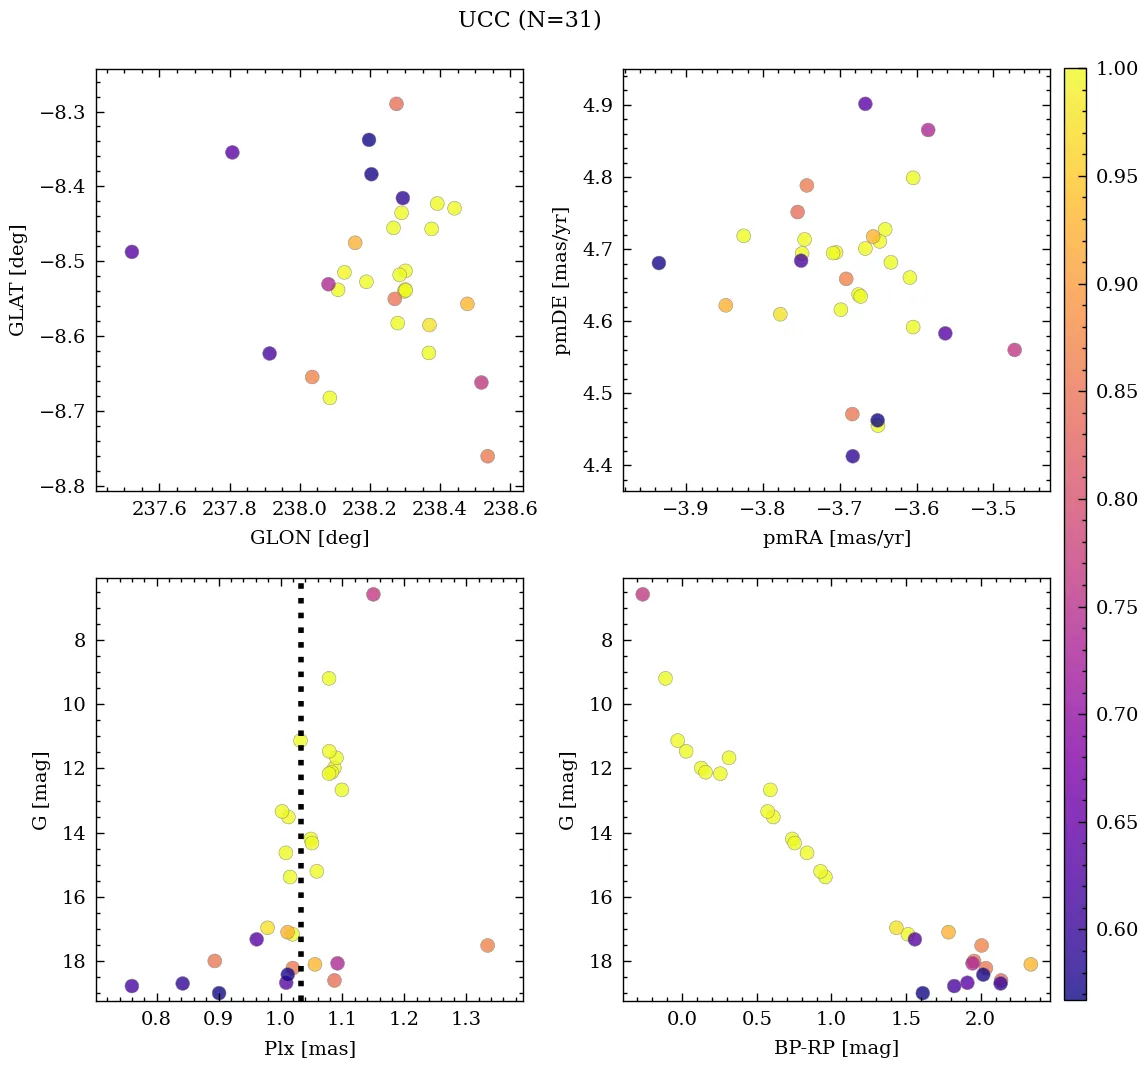 UCC (N=31)
−8.3
−8.4
−8.5
−8.6
−8.7
−8.8
GLAT [deg]
237.6 237.8 238.0 238.2 238.4 238.6
GLON [deg]
4.9
4.8
4.7
4.6
4.5
4.4
pmDE [mas/yr]
−3.9 −3.8 −3.7 −3.6 −3.5
pmRA [mas/yr]
8
10
12
14
16
18
G [mag]
0.8 0.9 1.0 1.1 1.2 1.3
Plx [mas]
8
10
12
14
16
18
G [mag]
0.0 0.5 1.0 1.5 2.0
BP-RP [mag]
1.00
0.95
0.90
0.85
0.80
0.75
0.70
0.65
0.60